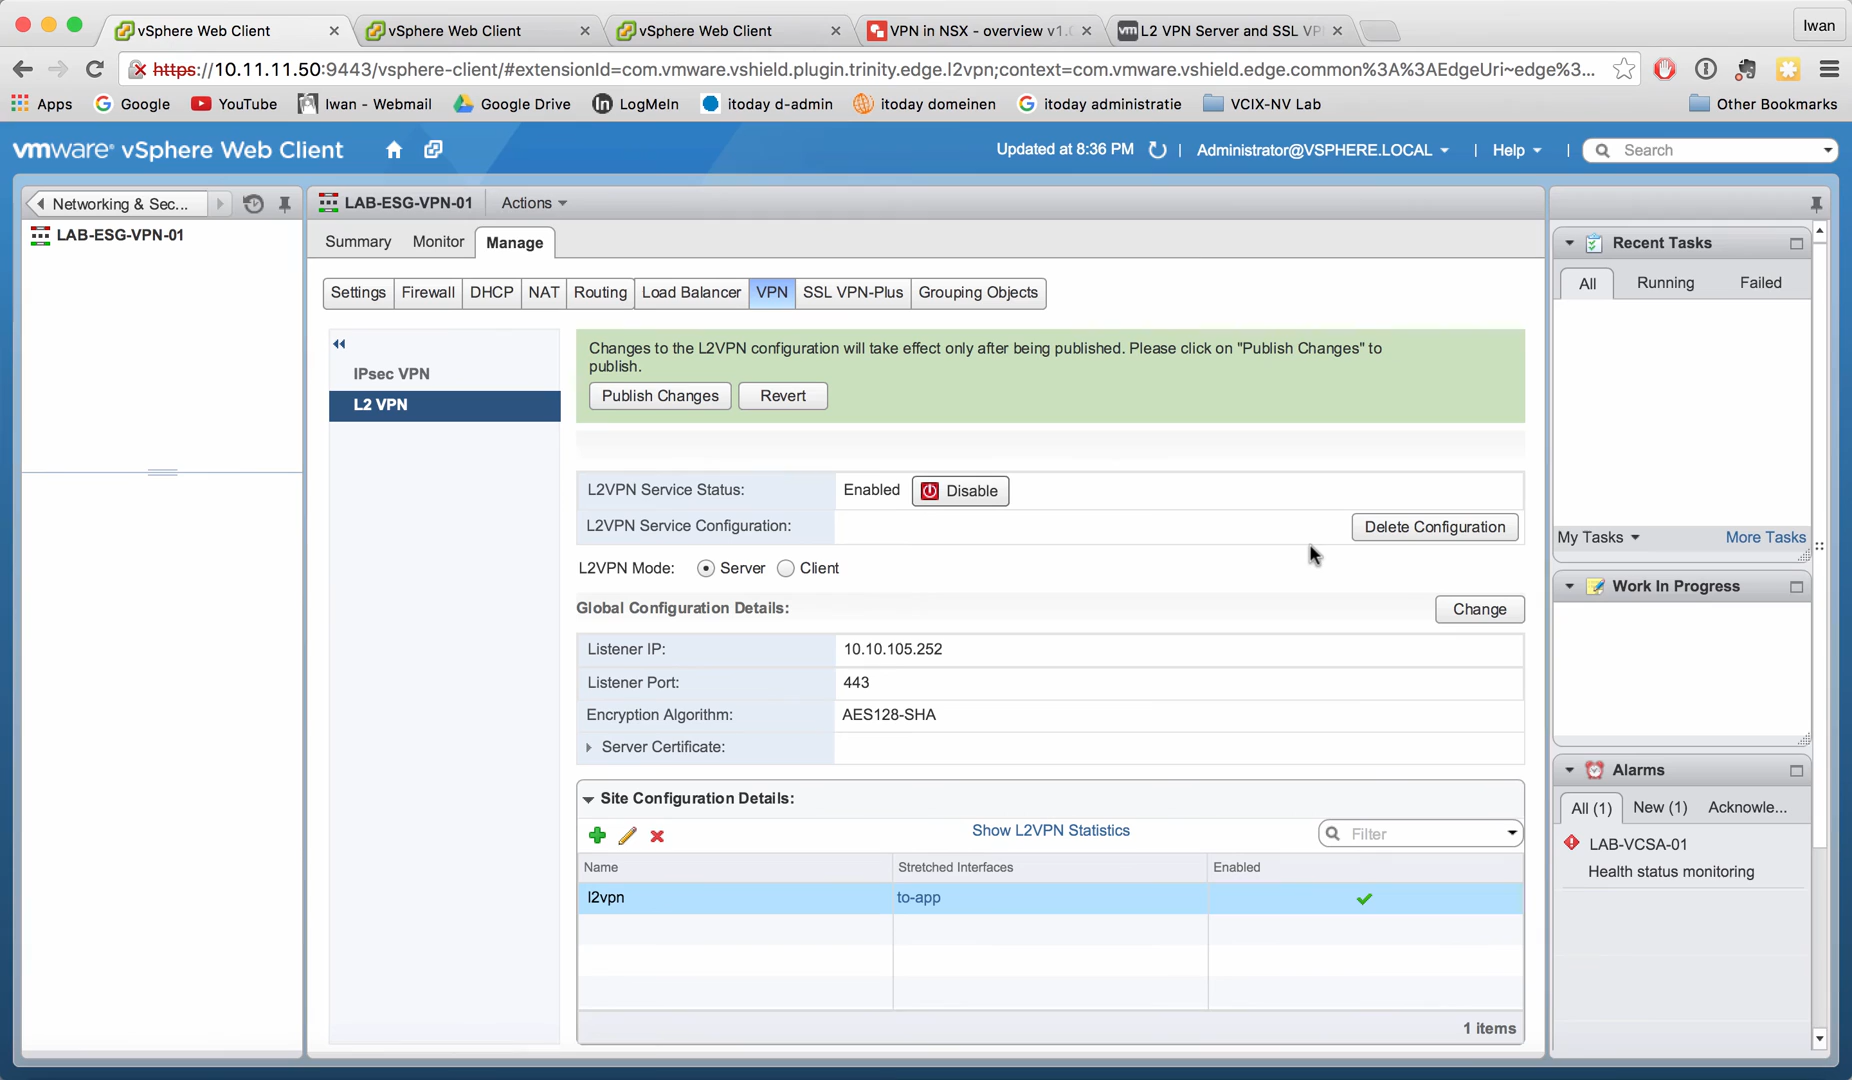 vSphere Web Client
vSphere Web Client
vSphere Web Client
VPN in NSX - overview v1.0
L2 VPN Server and SSL VP
Iwan
https://10.11.11.50:9443/vsphere-client/#extensionId=com.vmware.vshield.plugin.trinity.edge.l2vpn;context=com.vmware.vshield.edge.common%3A%3AEdgeUri~edge%3...
Apps
Google
YouTube
Iwan - Webmail
Google Drive
LogMeIn
itoday d-admin
itoday domeinen
itoday administratie
VCIX-NV Lab
Other Bookmarks
vmware® vSphere Web Client
Updated at 8:36 PM
Administrator@VSPHERE.LOCAL
Help
Search
Networking & Sec...
LAB-ESG-VPN-01
LAB-ESG-VPN-01
Actions
Summary
Monitor
Manage
Settings
Firewall
DHCP
NAT
Routing
Load Balancer
VPN
SSL VPN-Plus
Grouping Objects
IPsec VPN
L2 VPN
Changes to the L2VPN configuration will take effect only after being published. Please click on "Publish Changes" to
publish.
Publish Changes
Revert
L2VPN Service Status:
Enabled
Disable
L2VPN Service Configuration:
Delete Configuration
L2VPN Mode:
Server
Client
Global Configuration Details:
Change
Listener IP:
10.10.105.252
Listener Port:
443
Encryption Algorithm:
AES128-SHA
Server Certificate:
Site Configuration Details:
Show L2VPN Statistics
Filter
Name
Stretched Interfaces
Enabled
l2vpn
to-app
1 items
Recent Tasks
All
Running
Failed
My Tasks
More Tasks
Work In Progress
Alarms
All (1)
New (1)
Acknowle...
LAB-VCSA-01
Health status monitoring